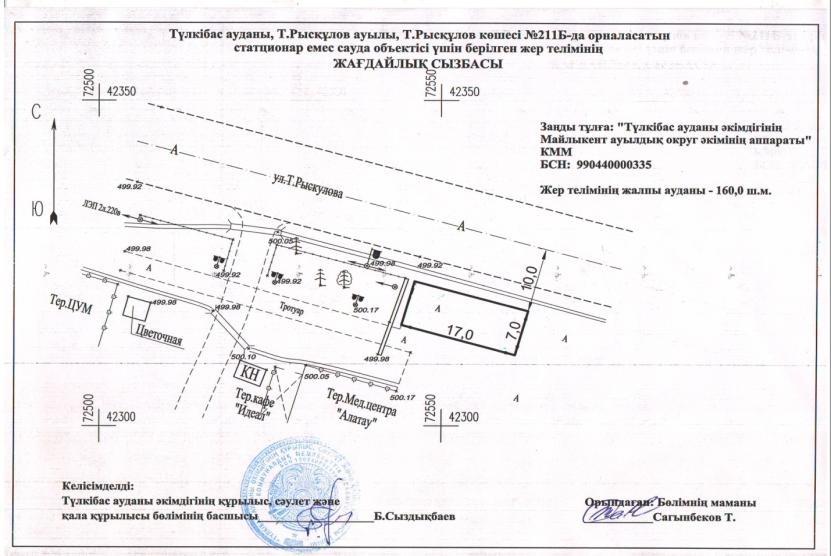 Түлкібас ауданы, Т.Рысқұлов ауылы, Т.Рысқұлов көшесі №211Б-да орналасатын
статционар емес сауда объектісі үшін берілген жер телімінің
ЖАҒДАЙЛЫҚ СЫЗБАСЫ
72500
42350
72550
42350
С
Ю
Заңды тұлға: "Түлкібас ауданы әкімдігінің
Майлыкент ауылдық округ әкімінің аппараты"
КММ
БСН: 990440000335
Жер телімінің жалпы ауданы - 160,0 ш.м.
А
ул.Т.Рыскулова
А
499.92
ЛЭП 2л.220в
499.98
500.05
499.98
499.92
10,0
А
499.92
499.92
Тер.ЦУМ
499.98
499.98
Тротуар
500.17
А
17,0
7,0
А
А
Цветочная
500.10
499.98
КН
500.05
500.17
Тер.кафе
"Идеал"
Тер.Мед.центра
"Алатау"
А
72500
42300
72550
42300
Келісімделді:
Түлкібас ауданы әкімдігінің құрылыс, сәулет және
қала құрылысы бөлімінің басшысы Б.Сыздықбаев
Орындаған: Бөлімнің маманы
Сагынбеков Т.